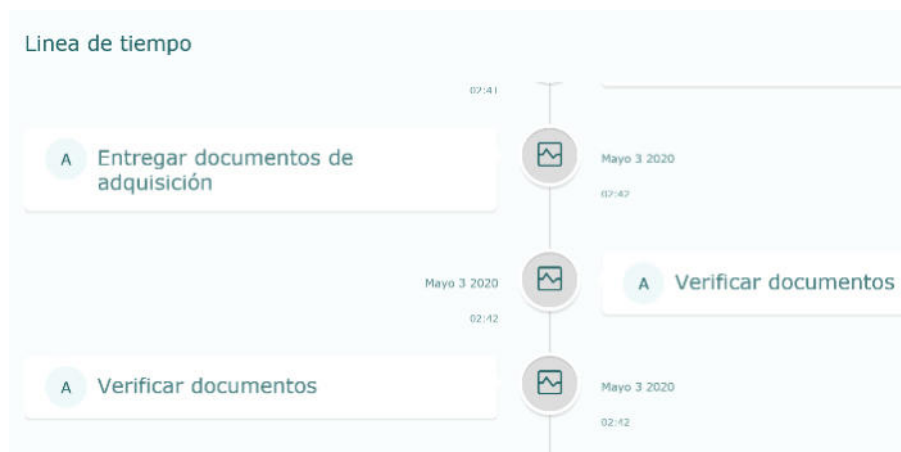 Linea de tiempo
02:41
A Entregar documentos de
adquisición
Mayo 3 2020
02:42
Mayo 3 2020
A Verificar documentos
02:42
A Verificar documentos
Mayo 3 2020
02:42